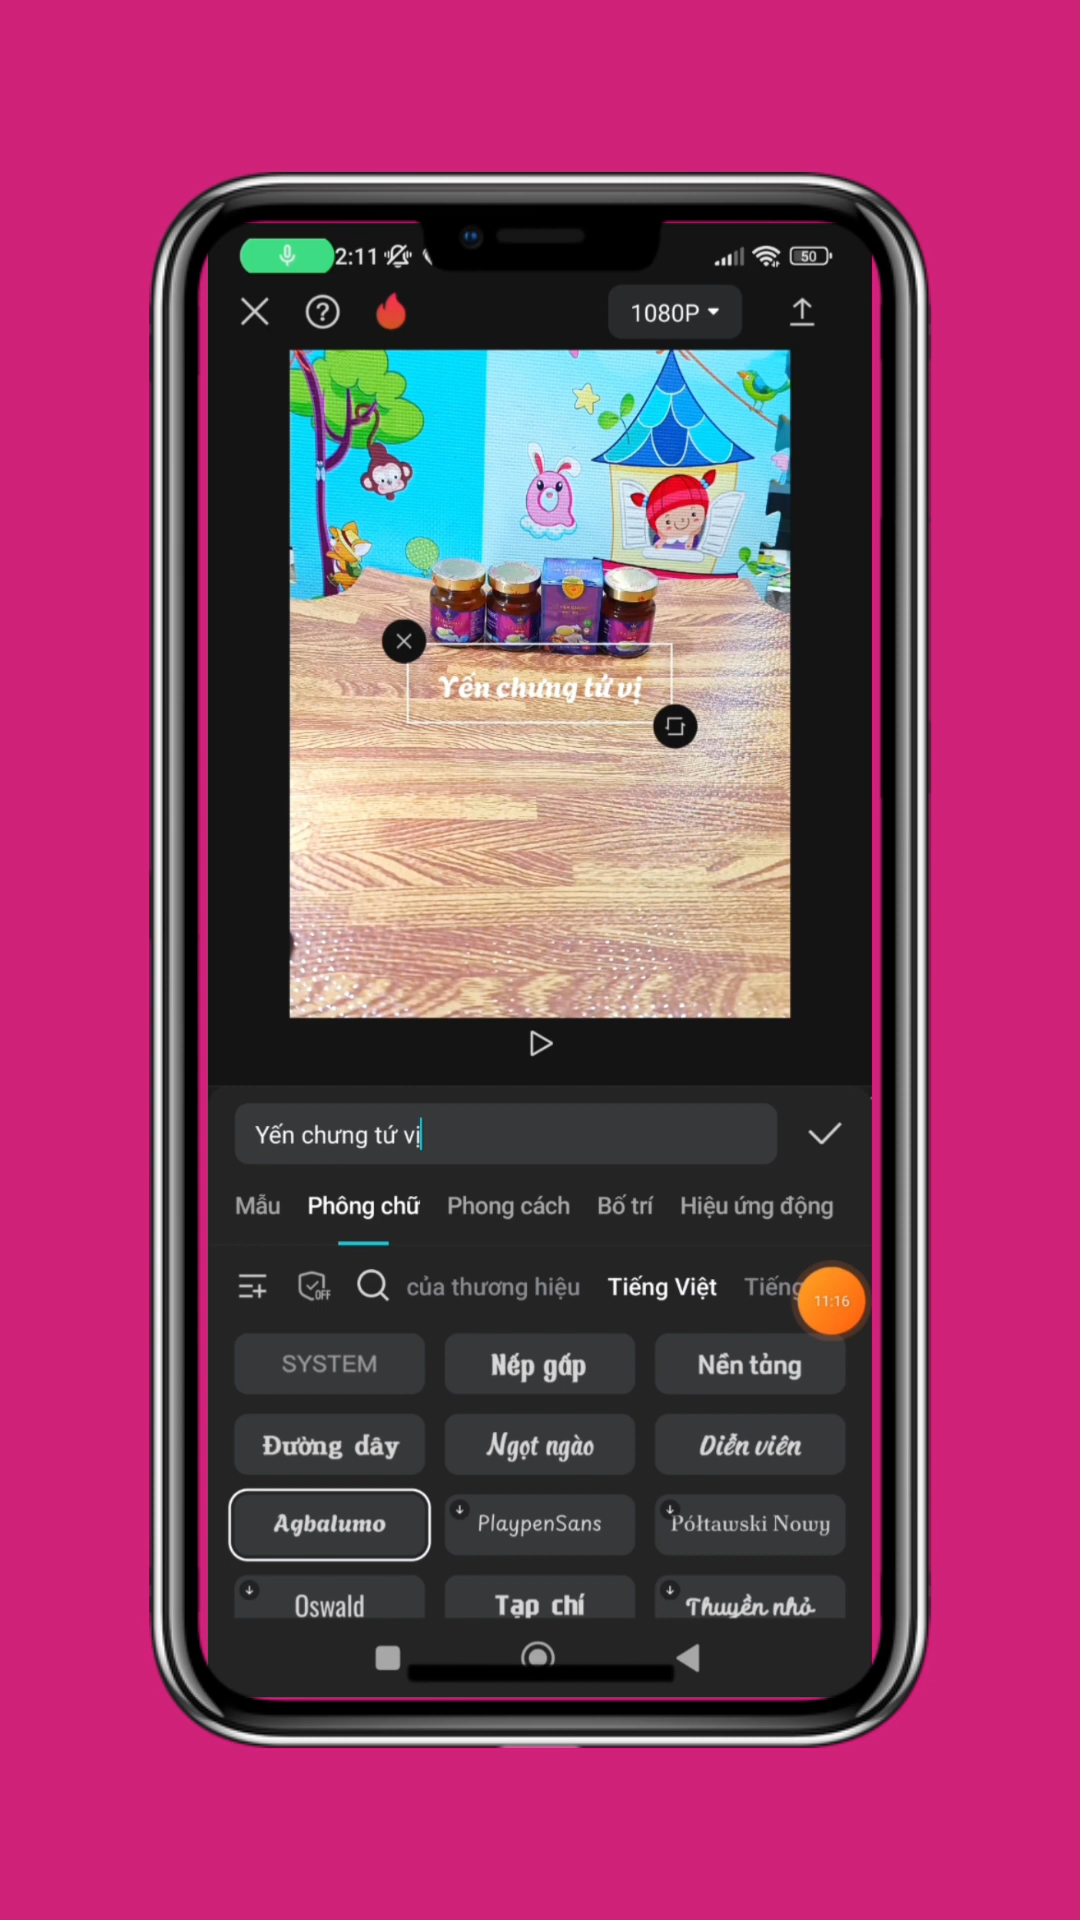 2:11
50
1080P
Yến chưng tứ vị
Yến chưng tứ vị
Mẫu Phông chữ Phong cách Bố trí Hiệu ứng động
OFF của thương hiệu Tiếng Việt Tiếng
11:16
SYSTEM Nếp gấp Nền tảng
Đường dây Ngọt ngào Diễn viên
Agbalumo PlaypenSans Półtawski Nowy
Oswald Tạp chí Thuyền nhỏ